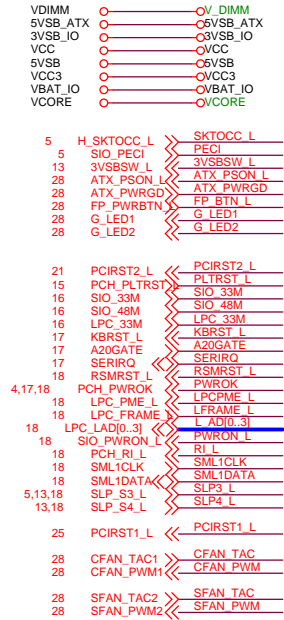 VDIMM V_DIMM
5VSB_ATX 5VSB_ATX
3VSB_IO 3VSB_IO
VCC VCC
5VSB 5VSB
VCC3 VCC3
VBAT_IO VBAT_IO
VCORE VCORE
5 H_SKTOCC_L SKTOCC_L
5 SIO_PECI PECI
13 3VSBSW_L 3VSBSW_L
28 ATX_PSON_L ATX_PSON_L
28 ATX_PWRGD ATX_PWRGD
28 FP_PWRBTN_L FP_BTN_L
28 G_LED1 G_LED1
28 G_LED2 G_LED2
21 PCIRST2_L PCIRST2_L
15 PCH_PLTRST_L PLTRST_L
16 SIO_33M SIO_33M
16 SIO_48M SIO_48M
16 LPC_33M LPC_33M
17 KBRST_L KBRST_L
17 A20GATE A20GATE
17 SERIRQ SERIRQ
18 RSMRST_L RSMRST_L
4,17,18 PCH_PWROK PWROK
18 LPC_PME_L LPCPME_L
18 LPC_FRAME_L LFRAME_L
18 LPC_LAD[0..3] L_AD[0..3]
18 SIO_PWRON_L PWRON_L
18 PCH_RI_L RI_L
18 SML1CLK SML1CLK
18 SML1DATA SML1DATA
5,13,18 SLP_S3_L SLP3_L
13,18 SLP_S4_L SLP4_L
25 PCIRST1_L PCIRST1_L
28 CFAN_TAC1 CFAN_TAC
28 CFAN_PWM1 CFAN_PWM
28 SFAN_TAC2 SFAN_TAC
28 SFAN_PWM2 SFAN_PWM